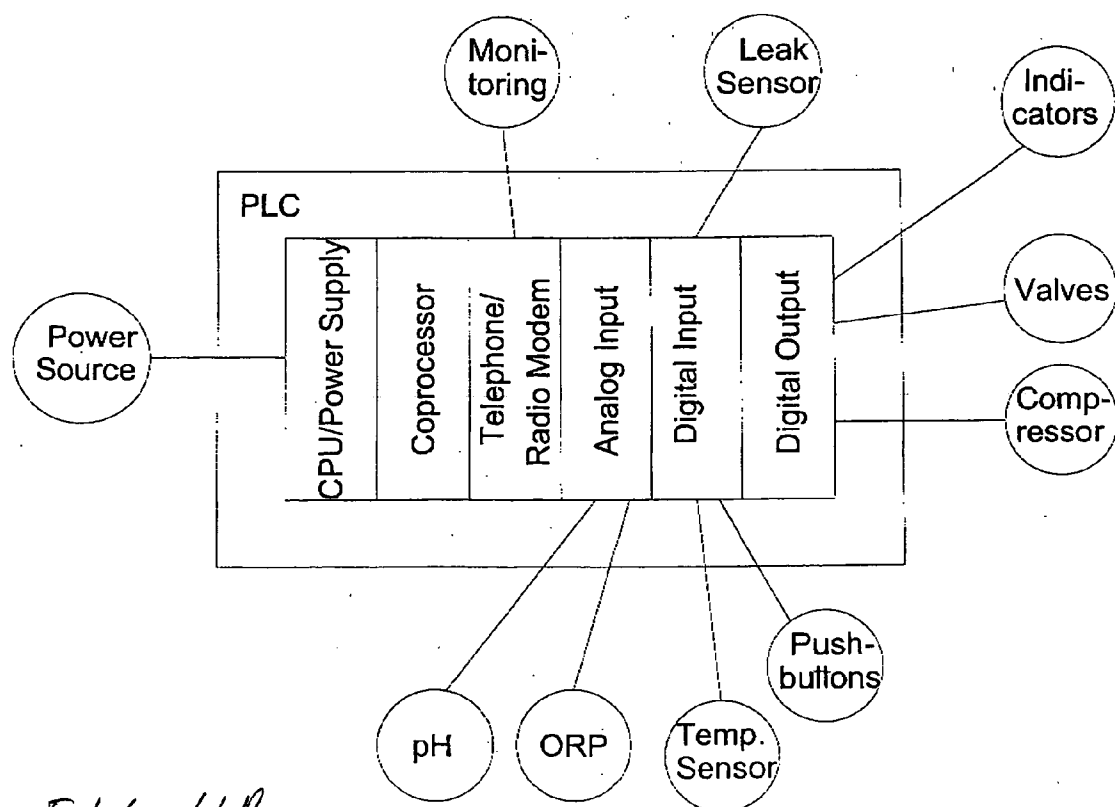 Moni-
toring
Leak
Sensor
Indi-
cators
PLC
CPU/Power Supply
Coprocessor
Telephone/
Radio Modem
Analog Input
Digital Input
Digital Output
Power
Source
Valves
Comp-
ressor
pH
ORP
Temp.
Sensor
Push-
buttons